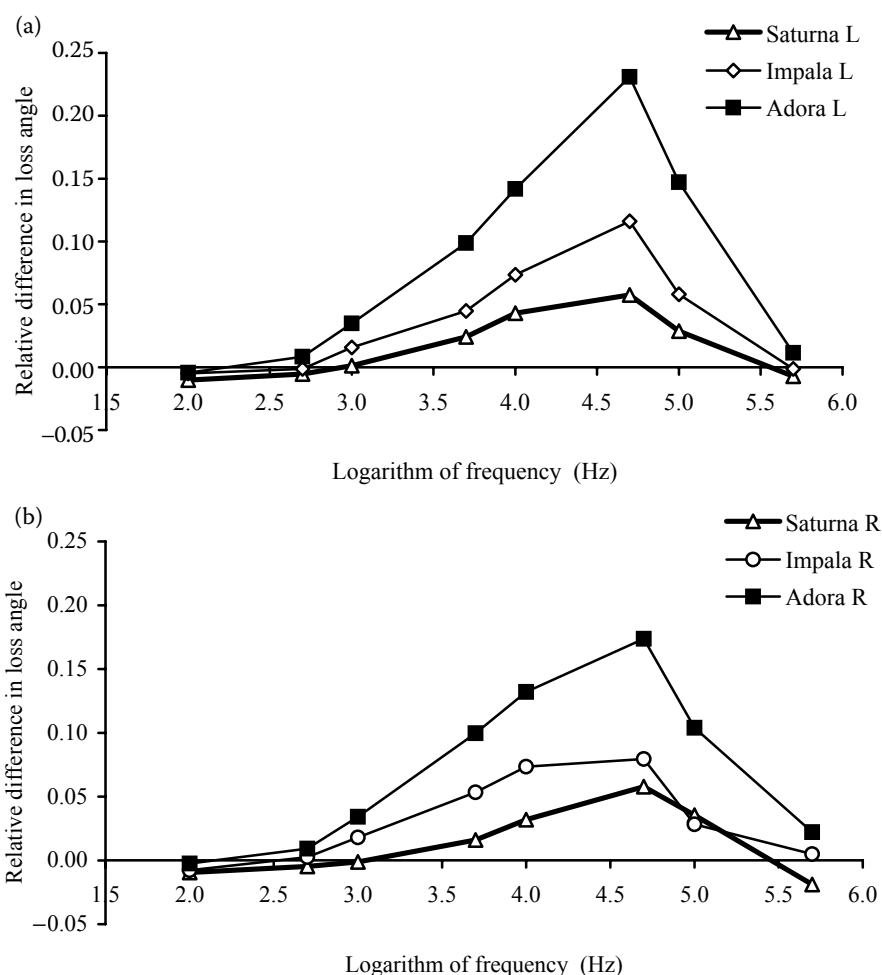 (a)
Saturna L
Impala L
Adora L
Relative difference in loss angle
0.25
0.20
0.15
0.10
0.05
0.00
–0.05
15 2.0 2.5 3.0 3.5 4.0 4.5 5.0 5.5 6.0
Logarithm of frequency (Hz)
(b)
Saturna R
Impala R
Adora R
Relative difference in loss angle
0.25
0.20
0.15
0.10
0.05
0.00
–0.05
15 2.0 2.5 3.0 3.5 4.0 4.5 5.0 5.5 6.0
Logarithm of frequency (Hz)